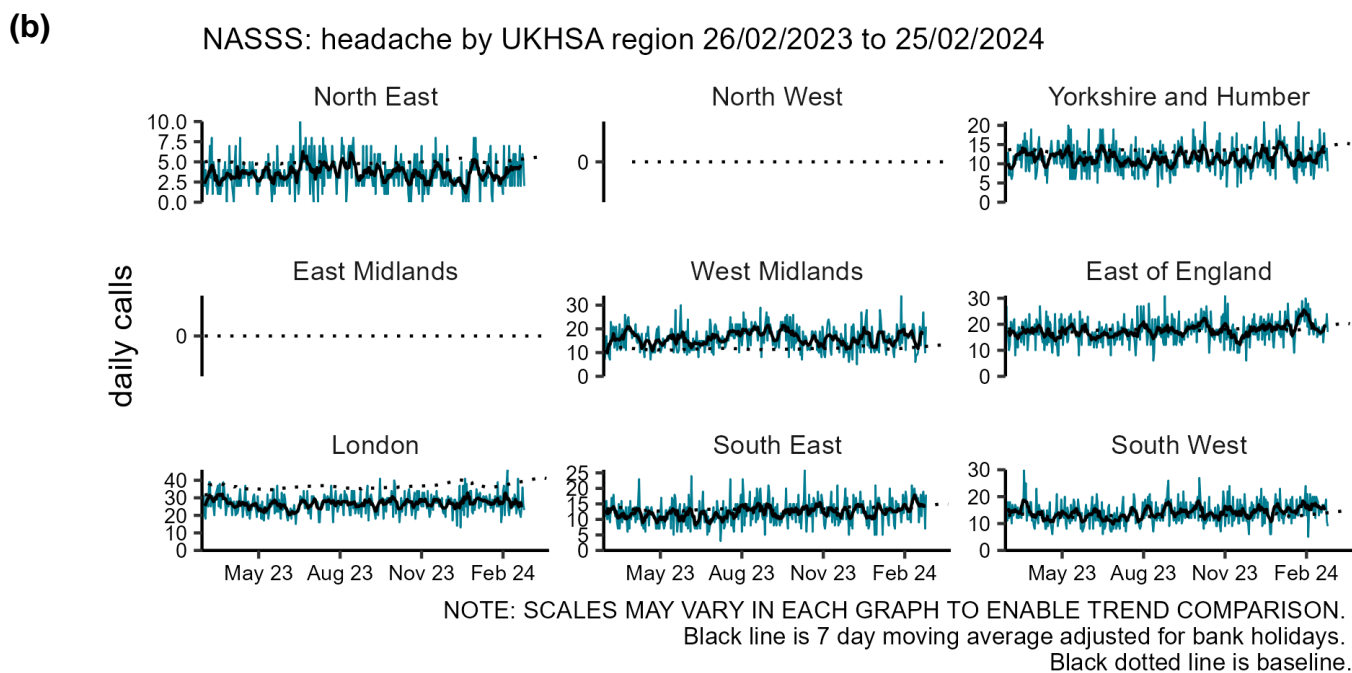 (b)
NASSS: headache by UKHSA region 26/02/2023 to 25/02/2024
daily calls
North East
10.0
7.5
5.0
2.5
0.0
North West
0
Yorkshire and Humber
20
15
10
5
0
East Midlands
0
West Midlands
30
20
10
0
East of England
30
20
10
0
London
40
30
20
10
0
May 23 Aug 23 Nov 23 Feb 24
South East
25
20
15
10
5
0
May 23 Aug 23 Nov 23 Feb 24
South West
30
20
10
0
May 23 Aug 23 Nov 23 Feb 24
NOTE: SCALES MAY VARY IN EACH GRAPH TO ENABLE TREND COMPARISON.
Black line is 7 day moving average adjusted for bank holidays.
Black dotted line is baseline.